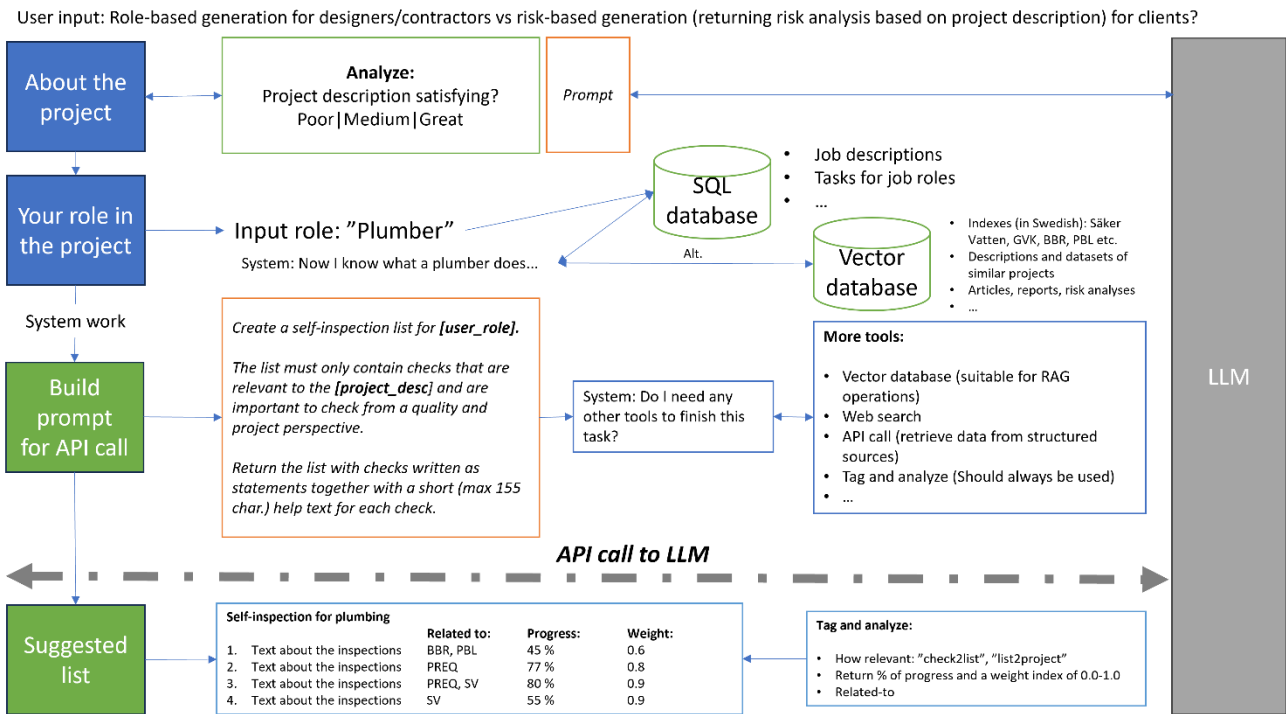 User input: Role-based generation for designers/contractors vs risk-based generation (returning risk analysis based on project description) for clients?
About the
project
Analyze:
Project description satisfying?
Poor|Medium|Great
Prompt
LLM
Your role in
the project
Input role: ”Plumber”
System: Now I know what a plumber does...
SQL
database
• Job descriptions
• Tasks for job roles
• ...
Alt.
Vector
database
• Indexes (in Swedish): Säker
Vatten, GVK, BBR, PBL etc.
• Descriptions and datasets of
similar projects
• Articles, reports, risk analyses
• ...
System work
Build
prompt
for API call
Create a self-inspection list for [user_role].
The list must only contain checks that are
relevant to the [project_desc] and are
important to check from a quality and
project perspective.
Return the list with checks written as
statements together with a short (max 155
char.) help text for each check.
System: Do I need any
other tools to finish this
task?
More tools:
• Vector database (suitable for RAG
operations)
• Web search
• API call (retrieve data from structured
sources)
• Tag and analyze (Should always be used)
• ...
API call to LLM
Suggested
list
Self-inspection for plumbing
Related to: Progress: Weight:
1. Text about the inspections BBR, PBL 45 % 0.6
2. Text about the inspections PREQ 77 % 0.8
3. Text about the inspections PREQ, SV 80 % 0.9
4. Text about the inspections SV 55 % 0.9
Tag and analyze:
• How relevant: ”check2list”, ”list2project”
• Return % of progress and a weight index of 0.0-1.0
• Related-to